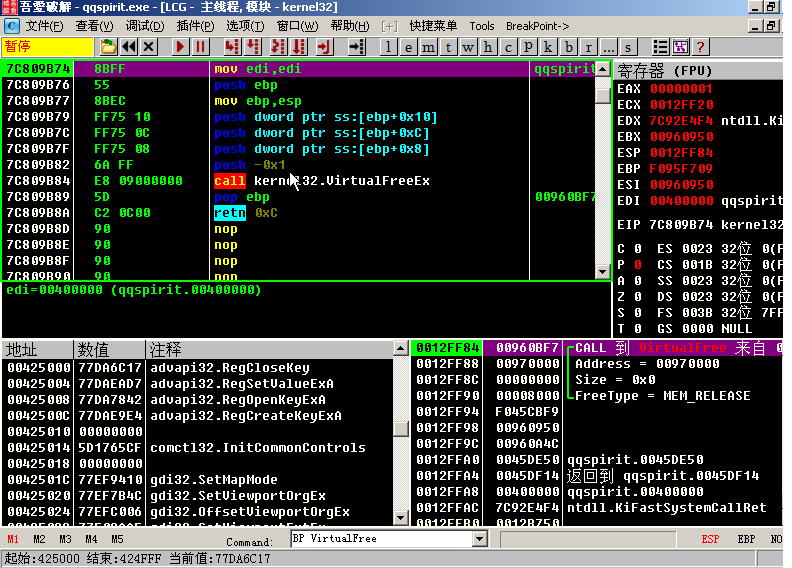 吾爱破解 - qqspirit.exe - [LCG - 主线程, 模块 - kernel32]
文件(F) 查看(V) 调试(D) 插件(P) 选项(T) 窗口(W) 帮助(H) [+] 快捷菜单 Tools BreakPoint->
暂停 l e m t w h c p k b r ... s ?
7C809B74 8BFF mov edi,edi qqspirit
7C809B76 55 push ebp
7C809B77 8BEC mov ebp,esp
7C809B79 FF75 10 push dword ptr ss:[ebp+0x10]
7C809B7C FF75 0C push dword ptr ss:[ebp+0xC]
7C809B7F FF75 08 push dword ptr ss:[ebp+0x8]
7C809B82 6A FF push -0x1
7C809B84 E8 09000000 call kernel32.VirtualFreeEx
7C809B89 5D pop ebp 00960BF7
7C809B8A C2 0C00 retn 0xC
7C809B8D 90 nop
7C809B8E 90 nop
7C809B8F 90 nop
7C809B90 90 nop
edi=00400000 (qqspirit.00400000)
寄存器 (FPU)
EAX 00000001
ECX 0012FF20
EDX 7C92E4F4 ntdll.Ki
EBX 00960950
ESP 0012FF84
EBP F095F709
ESI 00960950
EDI 00400000 qqspirit
EIP 7C809B74 kernel32
C 0 ES 0023 32位 0(F
P 0 CS 001B 32位 0(F
A 0 SS 0023 32位 0(F
Z 0 DS 0023 32位 0(F
S 0 FS 003B 32位 7FF
T 0 GS 0000 NULL
地址 数值 注释
00425000 77DA6C17 advapi32.RegCloseKey
00425004 77DAEAD7 advapi32.RegSetValueExA
00425008 77DA7842 advapi32.RegOpenKeyExA
0042500C 77DAE9E4 advapi32.RegCreateKeyExA
00425010 00000000
00425014 5D1765CF comctl32.InitCommonControls
00425018 00000000
0042501C 77EF9410 gdi32.SetMapMode
00425020 77EF7B4C gdi32.SetViewportOrgEx
00425024 77EFC006 gdi32.OffsetViewportOrgEx
0012FF84 00960BF7 CALL 到 VirtualFree 来自 0
0012FF88 00970000 Address = 00970000
0012FF8C 00000000 Size = 0x0
0012FF90 00008000 FreeType = MEM_RELEASE
0012FF94 F045CBF9
0012FF98 00960950
0012FF9C 00960A4C
0012FFA0 0045DE50 qqspirit.0045DE50
0012FFA4 0045DF14 返回到 qqspirit.0045DF14
0012FFA8 00400000 qqspirit.00400000
0012FFAC 7C92E4F4 ntdll.KiFastSystemCallRet
0012FFB0 0012B750
M1 M2 M3 M4 M5 Command: BP VirtualFree ESP EBP NO
起始:425000 结束:424FFF 当前值:77DA6C17